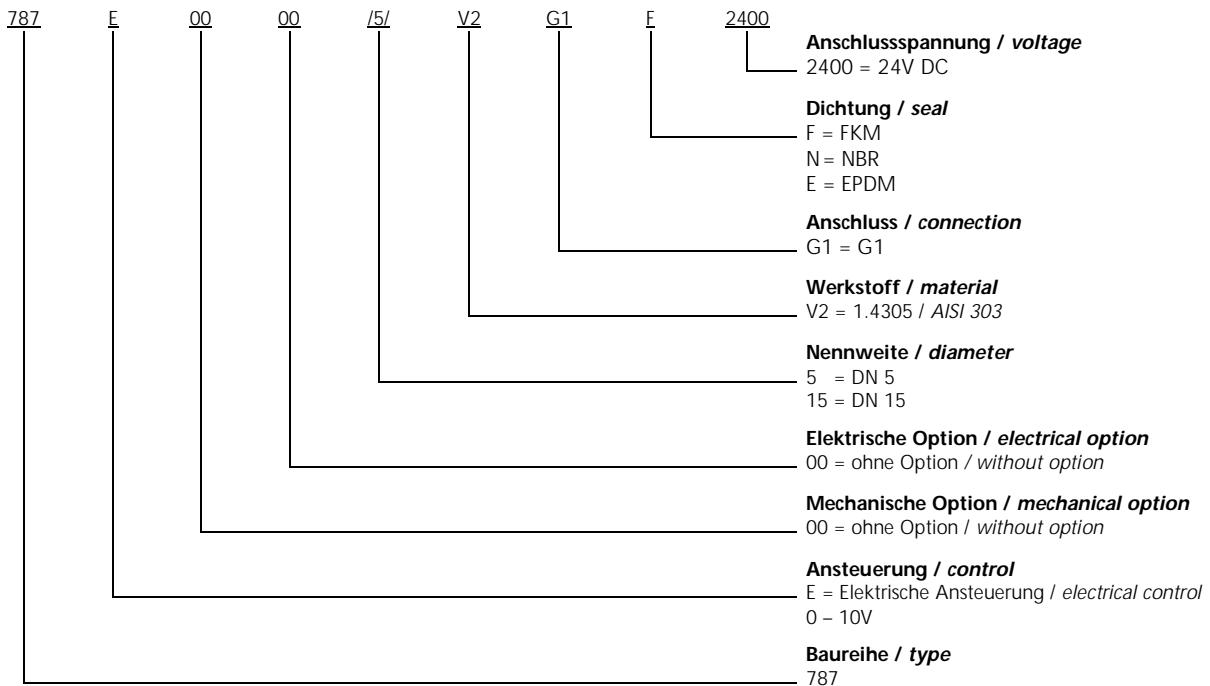 787 E 00 00 /5/ V2 G1 F 2400
Anschlussspannung / voltage
2400 = 24V DC
Dichtung / seal
F = FKM
N = NBR
E = EPDM
Anschluss / connection
G1 = G1
Werkstoff / material
V2 = 1.4305 / AISI 303
Nennweite / diameter
5 = DN 5
15 = DN 15
Elektrische Option / electrical option
00 = ohne Option / without option
Mechanische Option / mechanical option
00 = ohne Option / without option
Ansteuerung / control
E = Elektrische Ansteuerung / electrical control
0 – 10V
Baureihe / type
787